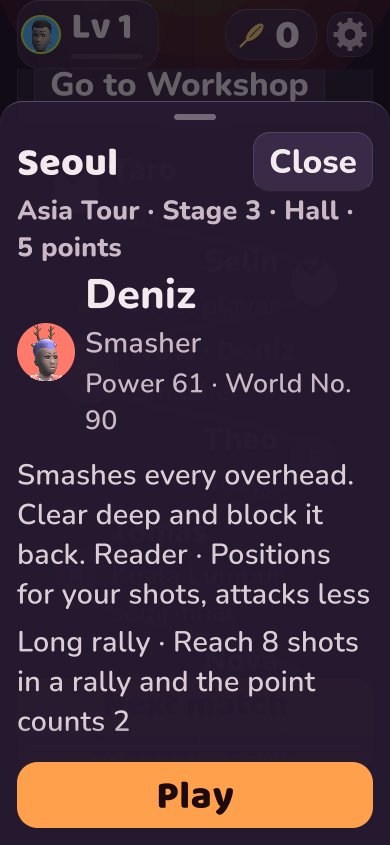 Lv 1
0
Go to Workshop
Seoul
Close
Asia Tour · Stage 3 · Hall ·
5 points
Deniz
Smasher
Power 61 · World No.
90
Smashes every overhead.
Clear deep and block it
back. Reader · Positions
for your shots, attacks less
Long rally · Reach 8 shots
in a rally and the point
counts 2
Play